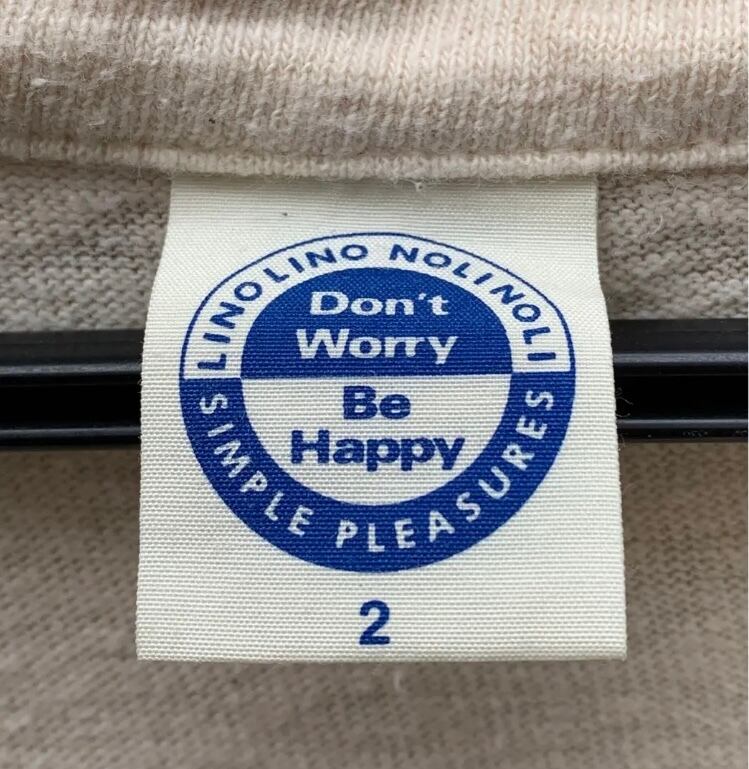 LINOLINO NOLINOLI
Don't
Worry
Be
Happy
SIMPLE PLEASURES
2